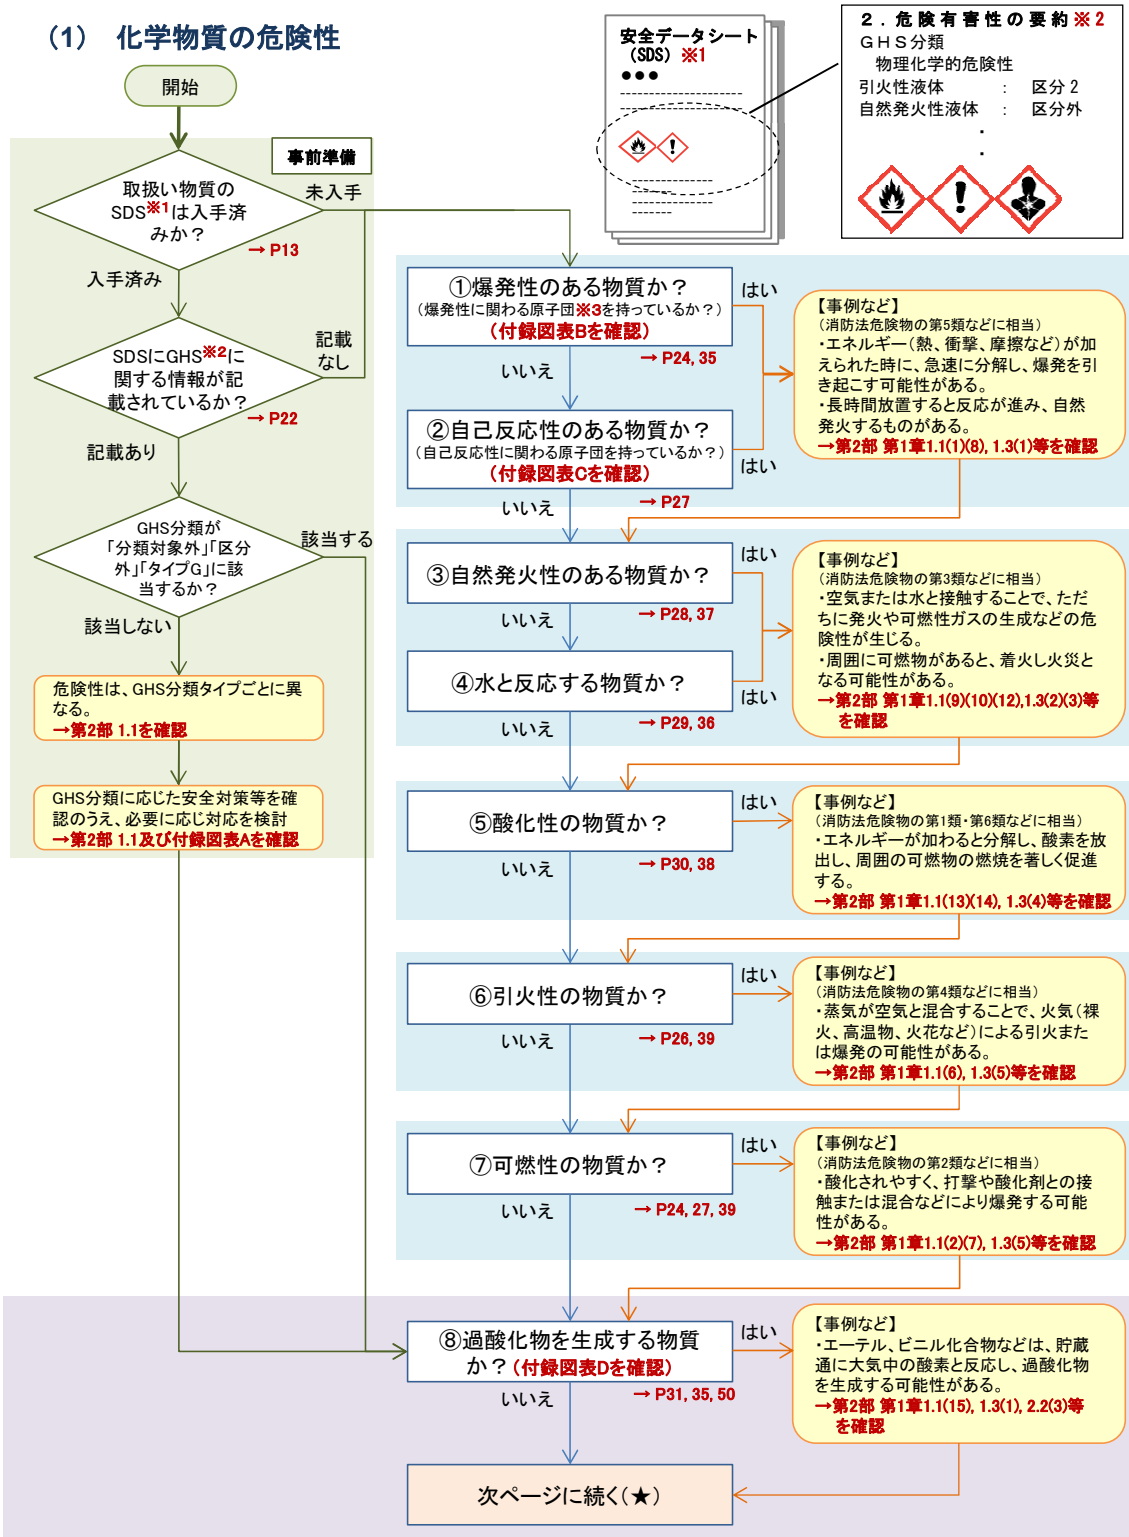 (1) 化学物質の危険性
開始
事前準備
取扱い物質の
SDS※1は入手済
みか？
→ P13
未入手
入手済み
SDSにGHS※2に
関する情報が記
載されているか？
→ P22
記載
なし
記載あり
GHS分類が
「分類対象外」「区分
外」「タイプG」に該
当するか？
該当する
該当しない
危険性は、GHS分類タイプごとに異
なる。
→第2部 1.1を確認
GHS分類に応じた安全対策等を確
認のうえ、必要に応じ対応を検討
→第2部 1.1及び付録図表Aを確認
安全データシート
(SDS) ※1
●●●
２．危険有害性の要約※２
ＧＨＳ分類
物理化学的危険性
引火性液体 ： 区分２
自然発火性液体 ： 区分外
・
・
①爆発性のある物質か？
（爆発性に関わる原子団※3を持っているか？）
（付録図表Bを確認）
はい
→ P24, 35
いいえ
②自己反応性のある物質か？
（自己反応性に関わる原子団を持っているか？）
（付録図表Cを確認）
はい
→ P27
いいえ
【事例など】
（消防法危険物の第5類などに相当）
・エネルギー（熱、衝撃、摩擦など）が加
えられた時に、急速に分解し、爆発を引
き起こす可能性がある。
・長時間放置すると反応が進み、自然
発火するものがある。
→第2部 第1章1.1(1)(8), 1.3(1)等を確認
③自然発火性のある物質か？
はい
→ P28, 37
いいえ
④水と反応する物質か？
はい
→ P29, 36
いいえ
【事例など】
（消防法危険物の第3類などに相当）
・空気または水と接触することで、ただ
ちに発火や可燃性ガスの生成などの危
険性が生じる。
・周囲に可燃物があると、着火し火災と
なる可能性がある。
→第2部 第1章1.1(9)(10)(12),1.3(2)(3)等
を確認
⑤酸化性の物質か？
はい
→ P30, 38
いいえ
【事例など】
（消防法危険物の第1類・第6類などに相当）
・エネルギーが加わると分解し、酸素を放
出し、周囲の可燃物の燃焼を著しく促進
する。
→第2部 第1章1.1(13)(14), 1.3(4)等を確認
⑥引火性の物質か？
はい
→ P26, 39
いいえ
【事例など】
（消防法危険物の第4類などに相当）
・蒸気が空気と混合することで、火気（裸
火、高温物、火花など）による引火また
は爆発の可能性がある。
→第2部 第1章1.1(6), 1.3(5)等を確認
⑦可燃性の物質か？
はい
→ P24, 27, 39
いいえ
【事例など】
（消防法危険物の第2類などに相当）
・酸化されやすく、打撃や酸化剤との接
触または混合などにより爆発する可能
性がある。
→第2部 第1章1.1(2)(7), 1.3(5)等を確認
⑧過酸化物を生成する物質
か？（付録図表Dを確認）
はい
→ P31, 35, 50
いいえ
【事例など】
・エーテル、ビニル化合物などは、貯蔵
通に大気中の酸素と反応し、過酸化物
を生成する可能性がある。
→第2部 第1章1.1(15), 1.3(1), 2.2(3)等
を確認
次ページに続く（★）